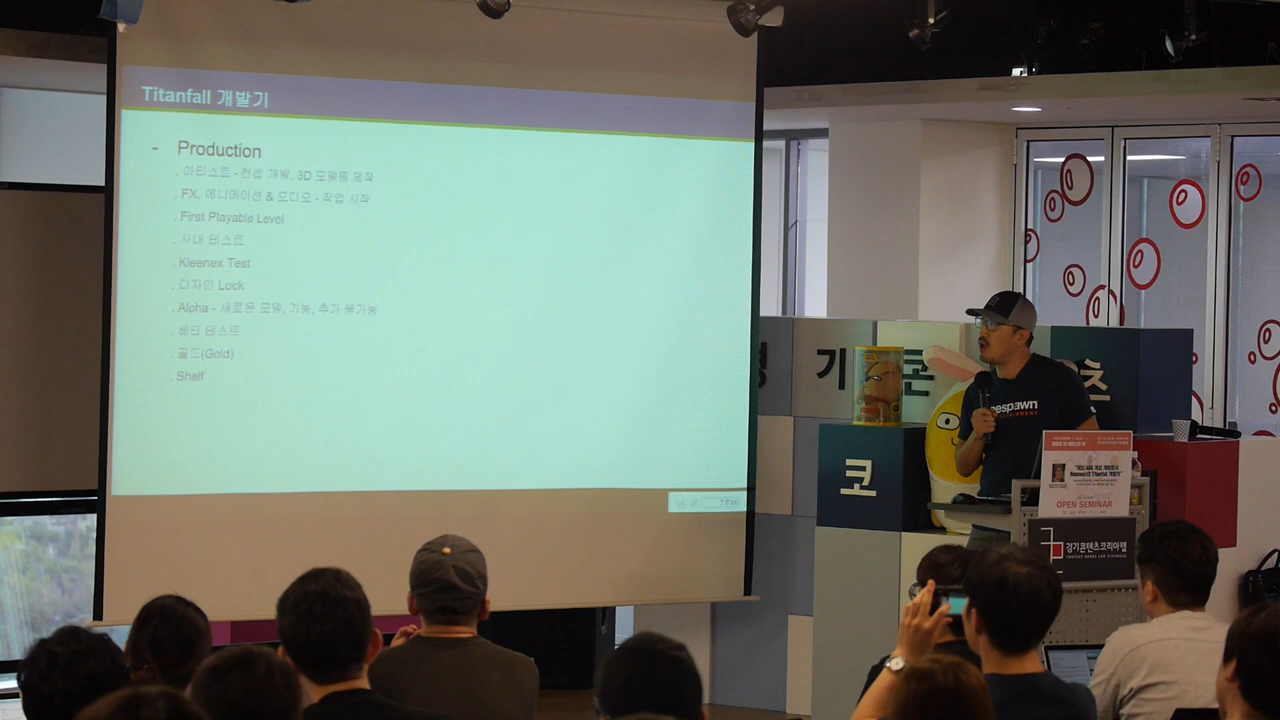 Titanfall 개발기
- Production
. 아티스트 - 컨셉 개발, 3D 모델등 제작
. FX, 애니메이션 & 오디오 - 작업 시작
. First Playable Level
. 사내 테스트
. Kleenex Test
. 디자인 Lock
. Alpha - 새로운 모델, 기능, 추가 불가능
. 베타 테스트
. 골드(Gold)
. Shelf
기 콘 츠
코
respawn
OPEN SEMINAR
경기콘텐츠코리아랩